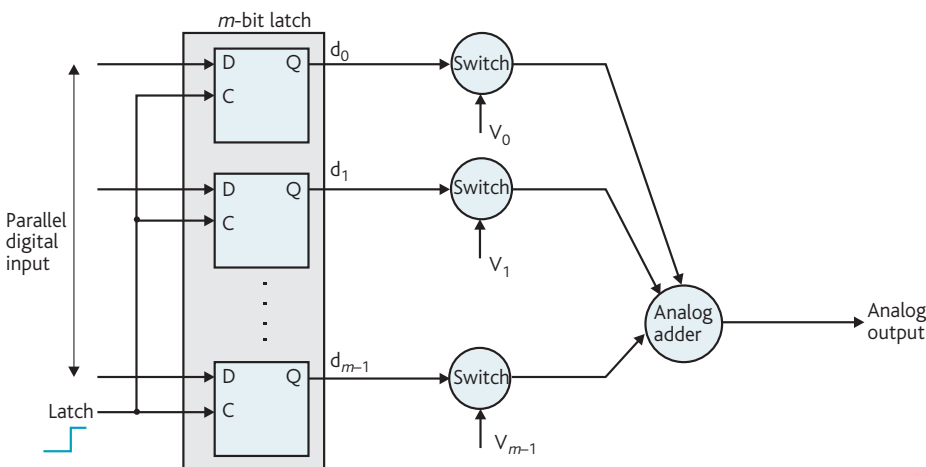 m-bit latch
D Q
C
d0
Switch
V0
D Q
C
d1
Switch
V1
Parallel
digital
input
Analog
adder
Analog
output
D Q
C
dm–1
Switch
Vm–1
Latch